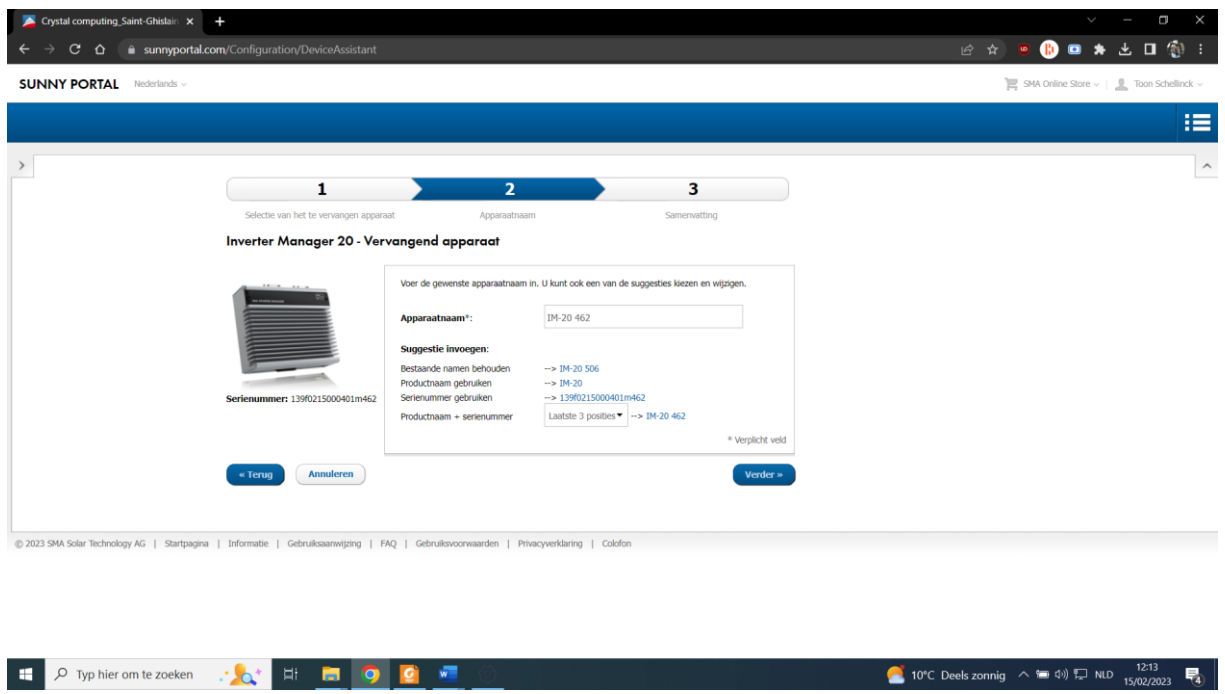 Crystal computing_Saint-Ghislain
sunnyportal.com/Configuration/DeviceAssistant
SUNNY PORTAL Nederlands
SMA Online Store | Toon Schellinck
1 2 3
Selectie van het te vervangen apparaat Apparaatnaam Samenvatting
Inverter Manager 20 - Vervangend apparaat
Voer de gewenste apparaatnaam in. U kunt ook een van de suggesties kiezen en wijzigen.
Apparaatnaam*: IM-20 462
Suggestie invoegen:
Bestaande namen behouden --> IM-20 506
Productnaam gebruiken --> IM-20
Serienummer gebruiken --> 139f0215000401m462
Serienummer: 139f0215000401m462
Productnaam + serienummer Laatste 3 posities --> IM-20 462
* Verplicht veld
« Terug Annuleren Verder »
© 2023 SMA Solar Technology AG | Startpagina | Informatie | Gebruiksaanwijzing | FAQ | Gebruiksvoorwaarden | Privacyverklaring | Colofon
Typ hier om te zoeken
10°C Deels zonnig NLD
12:13
15/02/2023
4